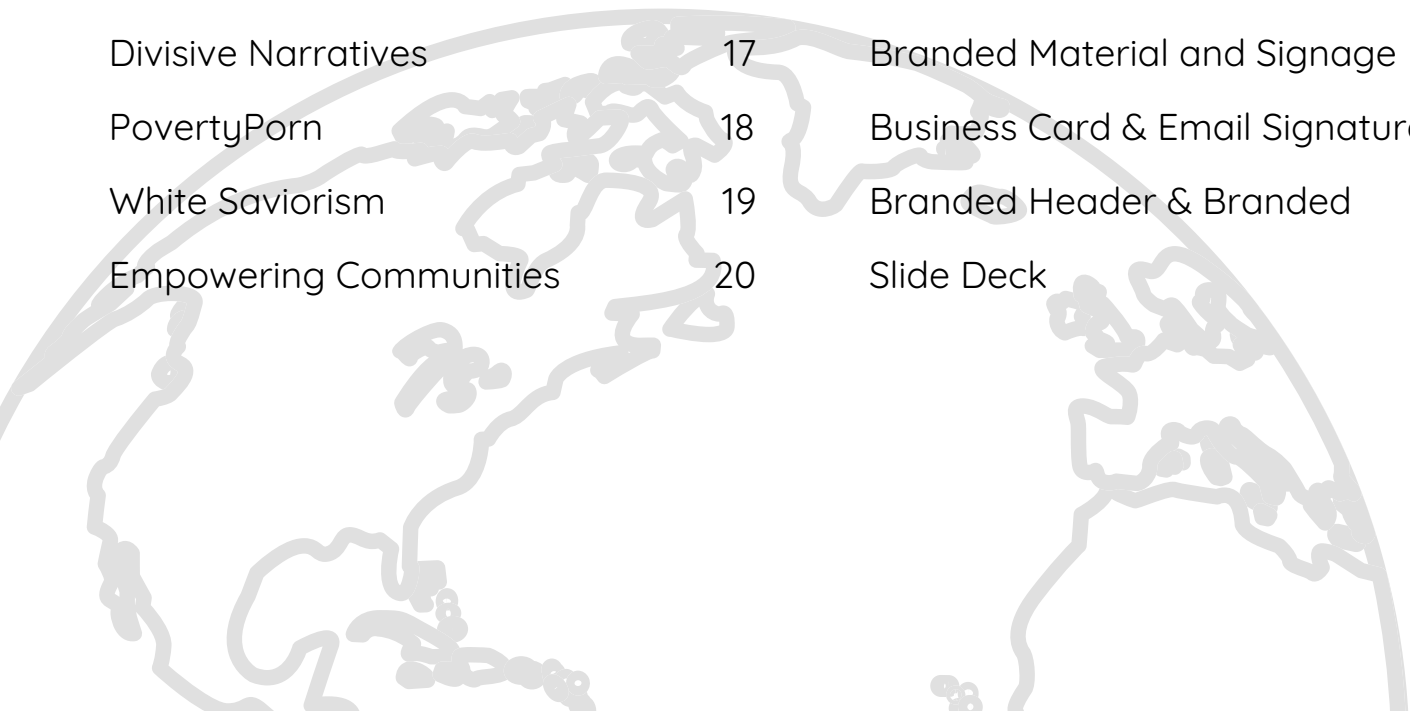 Divisive Narratives 17
PovertyPorn 18
White Saviorism 19
Empowering Communities 20
Branded Material and Signage
Business Card & Email
Branded Header & Branded
Slide Deck